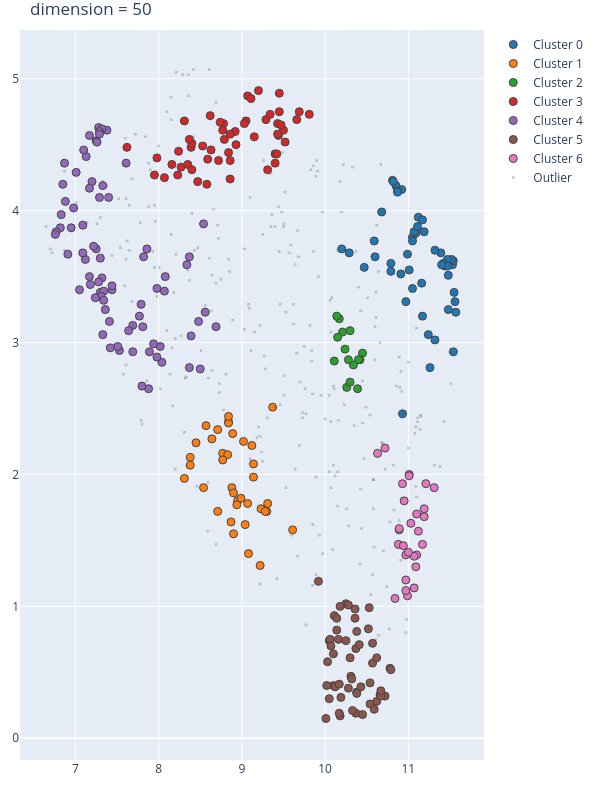 dimension = 50
Cluster 0
Cluster 1
Cluster 2
Cluster 3
Cluster 4
Cluster 5
Cluster 6
Outlier
5
4
3
2
1
0
7 8 9 10 11